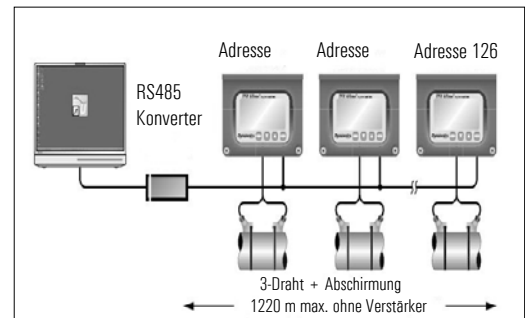 Adresse
Adresse
Adresse 126
RS485
Konverter
3-Draht + Abschirmung
1220 m max. ohne Verstärker